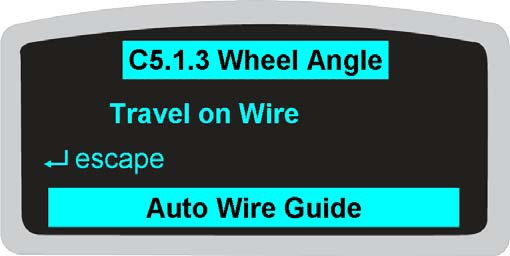 C5.1.3 Wheel Angle
Travel on Wire
↵ escape
Auto Wire Guide